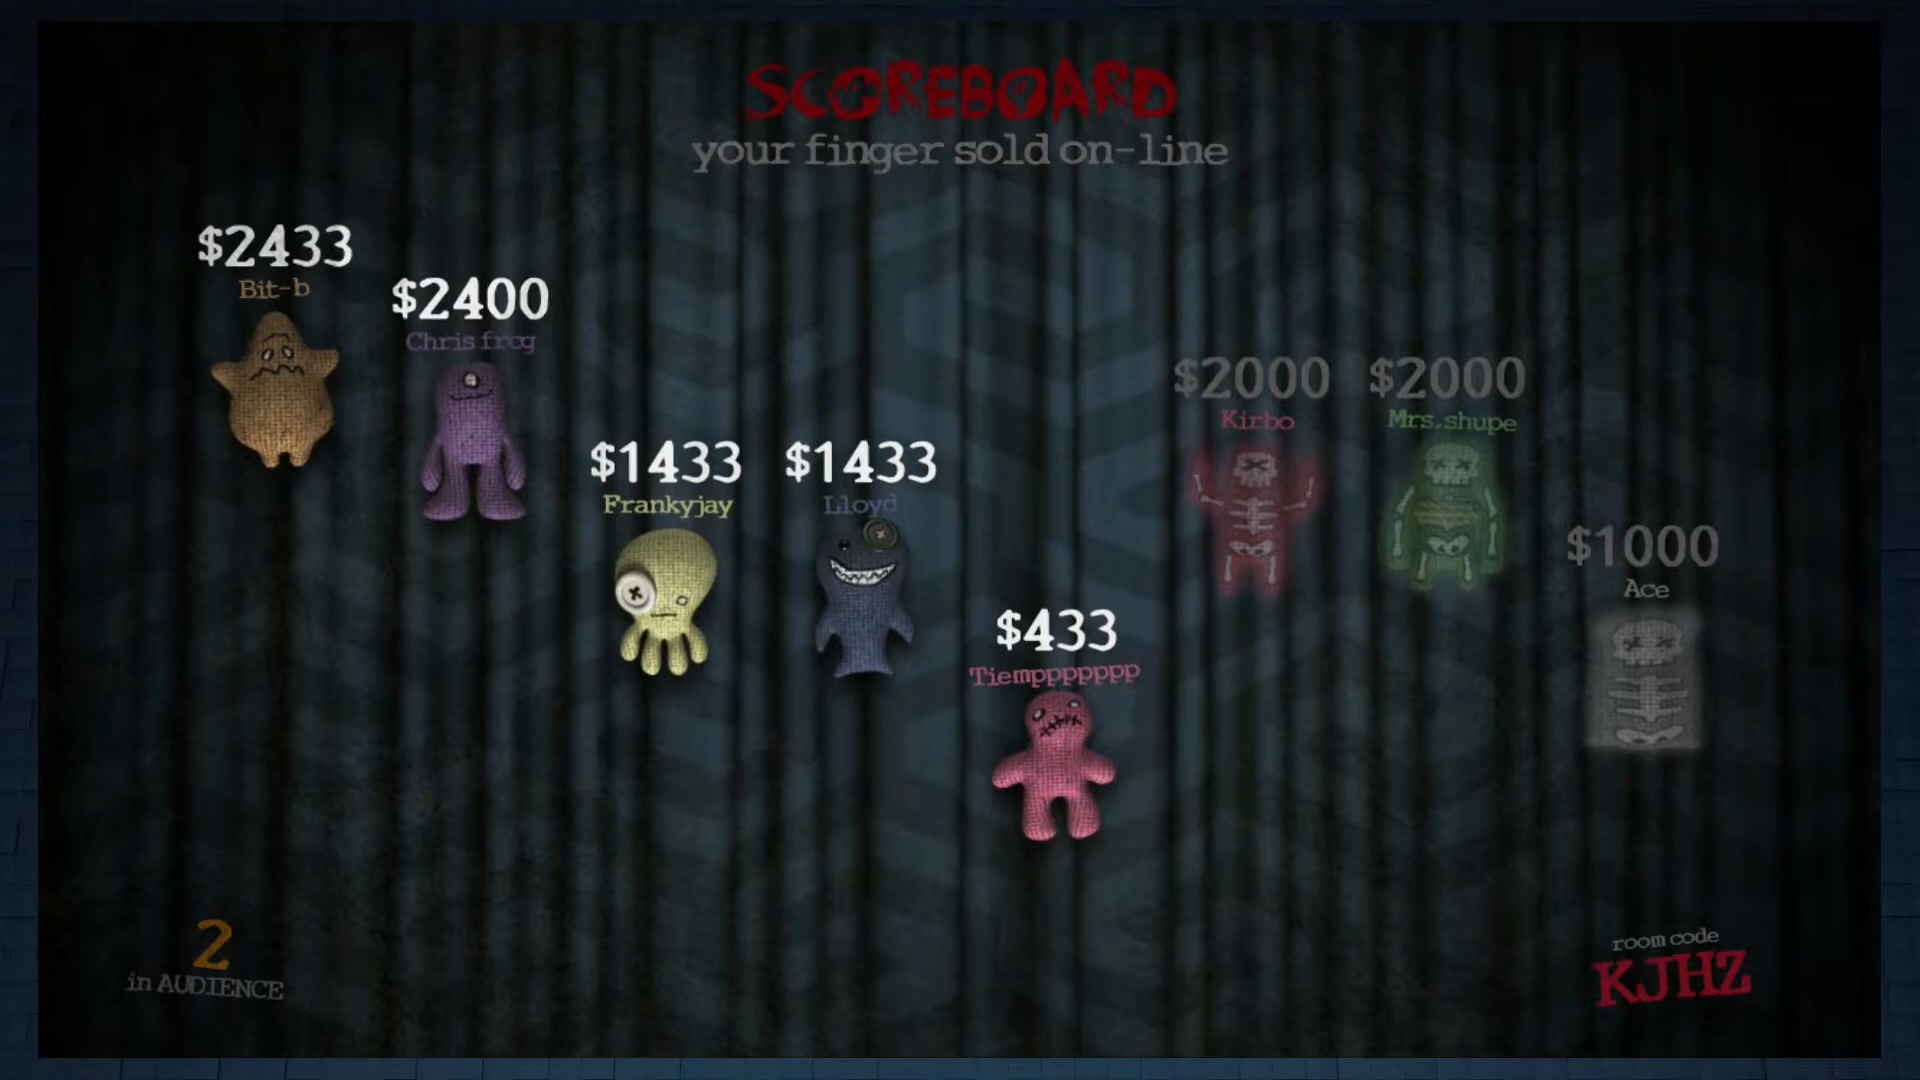 SCOREBOARD
your finger sold on-line
$2433
Bit-b
$2400
Chris frog
$1433
Frankyjay
$1433
Lloyd
$433
Tiemppppppp
$2000
Kirbo
$2000
Mrs.shupe
$1000
Ace
2
in AUDIENCE
room code
KJHZ